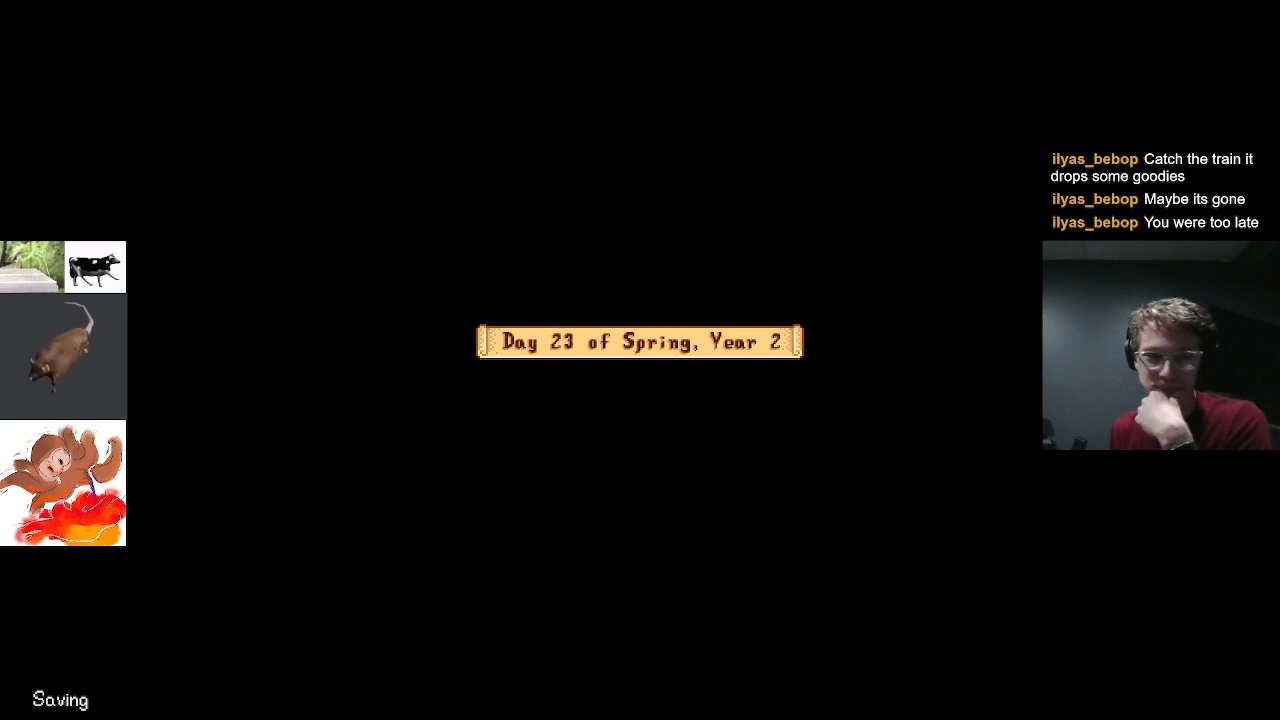 ilyas_bebop Catch the train it
drops some goodies
ilyas_bebop Maybe its gone
ilyas_bebop You were too late
Day 23 of Spring, Year 2
Saving